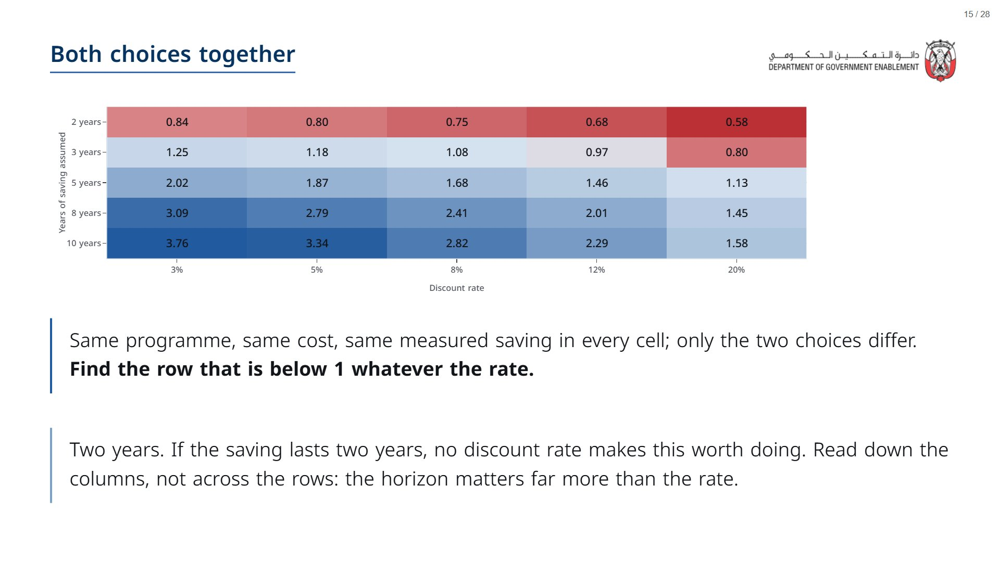 15 / 28
Both choices together
دائرة التمكين الحكومي
DEPARTMENT OF GOVERNMENT ENABLEMENT
Years of saving assumed
2 years 0.84 0.80 0.75 0.68 0.58
3 years 1.25 1.18 1.08 0.97 0.80
5 years 2.02 1.87 1.68 1.46 1.13
8 years 3.09 2.79 2.41 2.01 1.45
10 years 3.76 3.34 2.82 2.29 1.58
3% 5% 8% 12% 20%
Discount rate
Same programme, same cost, same measured saving in every cell; only the two choices differ.
Find the row that is below 1 whatever the rate.
Two years. If the saving lasts two years, no discount rate makes this worth doing. Read down the
columns, not across the rows: the horizon matters far more than the rate.